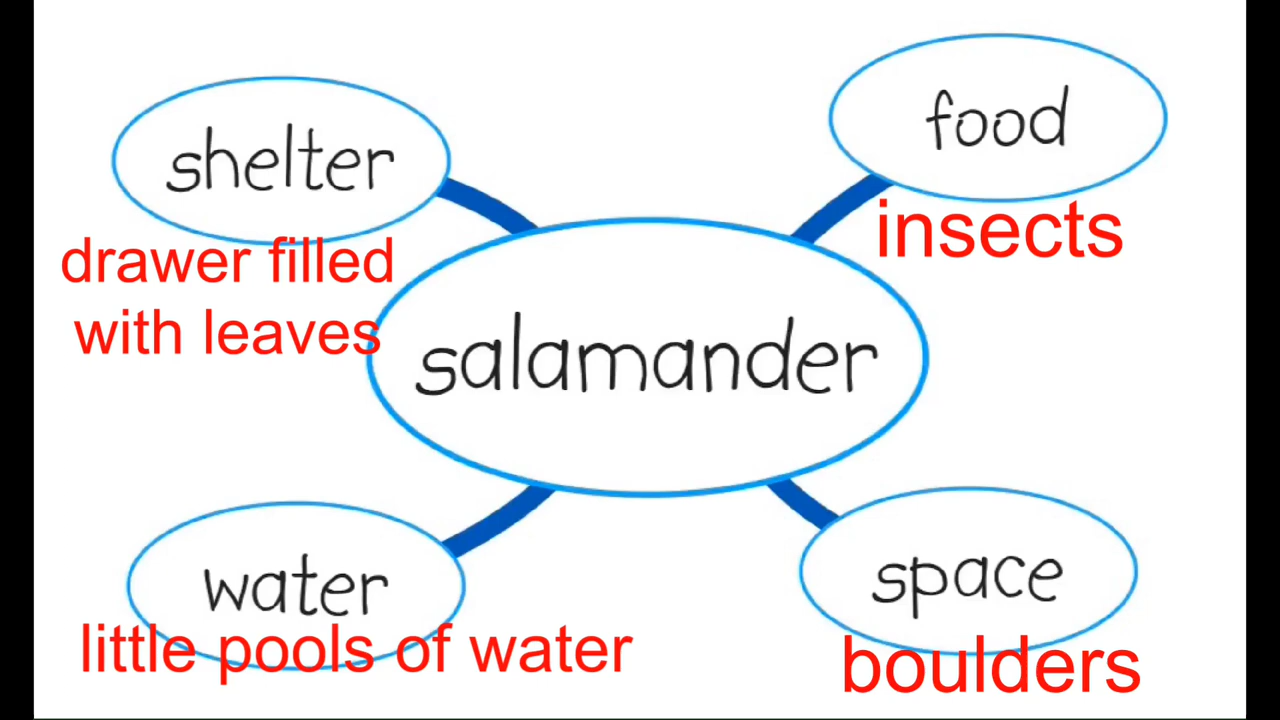 shelter
drawer filled
with leaves
food
insects
salamander
water
little pools of water
space
boulders